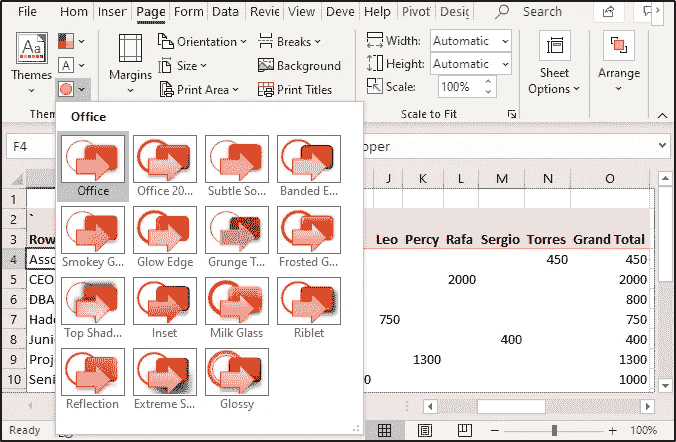 File Hom Inser Page Form Data Revie View Deve Help Pivot Desig Search
Themes
Aa
A
Margins
Orientation
Size
Print Area
Breaks
Background
Print Titles
Width: Automatic
Height: Automatic
Scale: 100%
Sheet Options
Arrange
Them
Scale to Fit
Office
F4
pper
Office Office 20... Subtle So... Banded E...
Smokey G... Glow Edge Grunge T... Frosted G...
Top Shad... Inset Milk Glass Riblet
Reflection Extreme S... Glossy
J K L M N O
1
2 `
3 Row Leo Percy Rafa Sergio Torres Grand Total
4 Asso 450 450
5 CEO 2000 2000
6 DBA 800
7 Hado 750 750
8 Junio 400 400
9 Proj 1300 1300
10 Seni 0 1000
Ready 100%